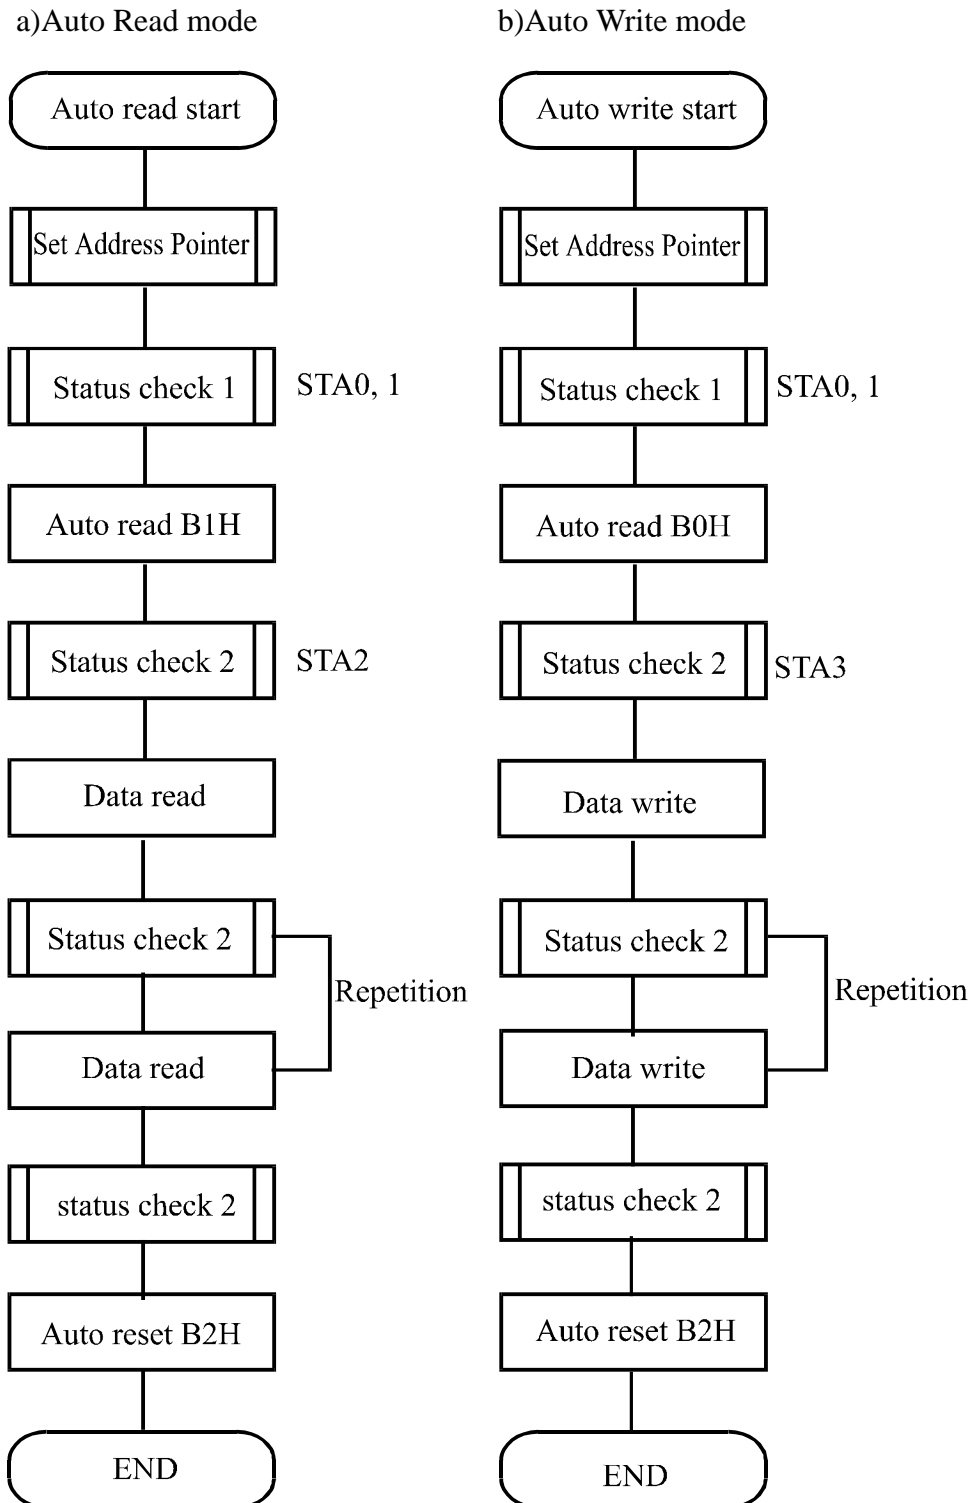 a)Auto Read mode
Auto read start
Set Address Pointer
Status check 1
STA0, 1
Auto read B1H
Status check 2
STA2
Data read
Status check 2
Repetition
Data read
status check 2
Auto reset B2H
END
b)Auto Write mode
Auto write start
Set Address Pointer
Status check 1
STA0, 1
Auto read B0H
Status check 2
STA3
Data write
Status check 2
Repetition
Data write
status check 2
Auto reset B2H
END